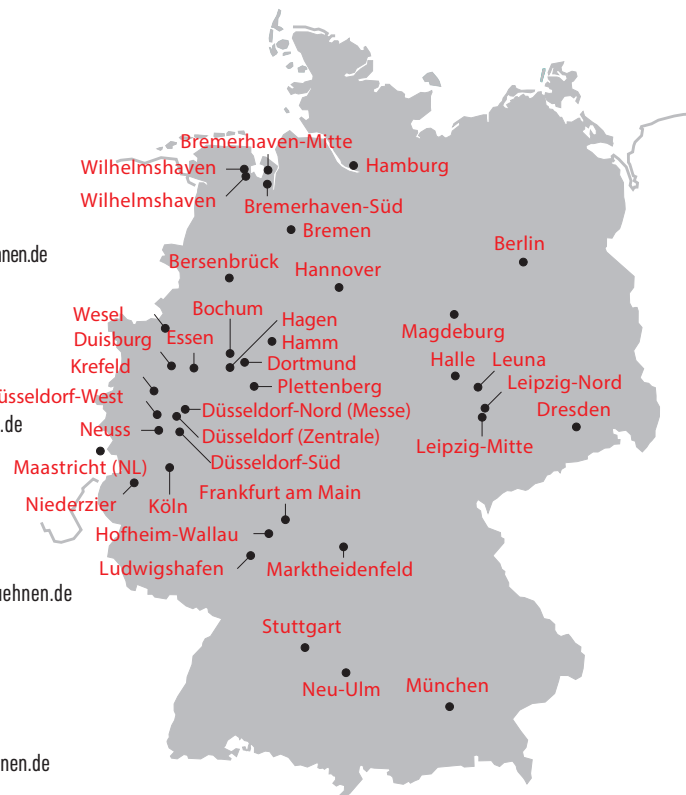 Bremerhaven-Mitte
Wilhelmshaven
Hamburg
Wilhelmshaven
Bremerhaven-Süd
Bremen
Berlin
Bersenbrück
Hannover
Wesel
Bochum
Hagen
Magdeburg
Duisburg
Essen
Hamm
Krefeld
Dortmund
Halle
Leuna
Plettenberg
Leipzig-Nord
üsseldorf-West
Düsseldorf-Nord (Messe)
Dresden
.de
Neuss
Düsseldorf (Zentrale)
Leipzig-Mitte
Maastricht (NL)
Düsseldorf-Süd
Niederzier
Köln
Frankfurt am Main
Hofheim-Wallau
Ludwigshafen
Marktheidenfeld
ehnen.de
Stuttgart
Neu-Ulm
München
nen.de